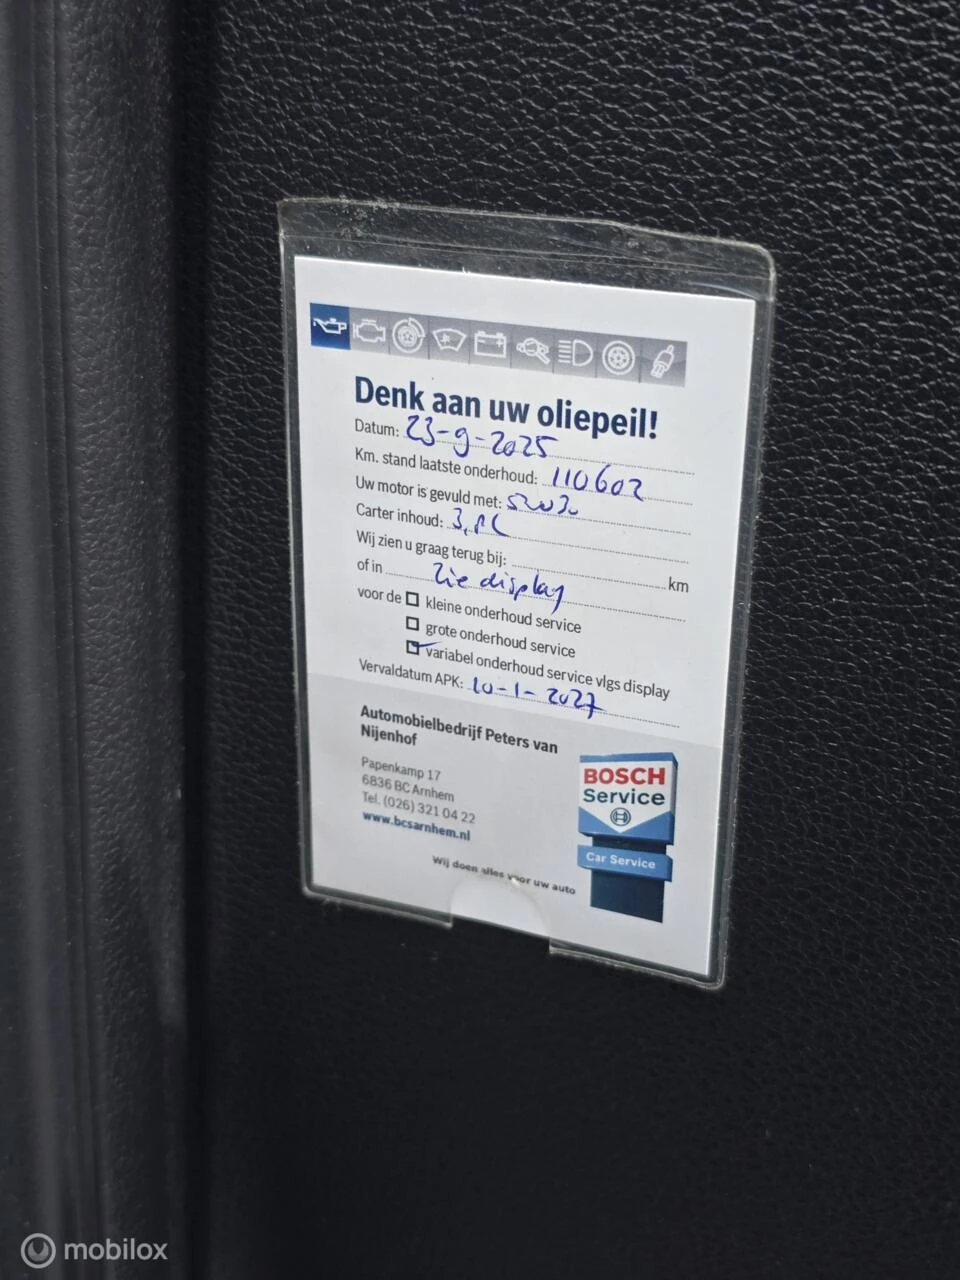 Denk aan uw oliepeil!
Datum: 23-9-2025
Km. stand laatste onderhoud: 110602
Uw motor is gevuld met: 5W30
Carter inhoud: 3,8L
Wij zien u graag terug bij: km
of in zie display
voor de kleine onderhoud service
grote onderhoud service
variabel onderhoud service vlgs display
Vervaldatum APK: 10-1-2027
Automobielbedrijf Peters van
Nijenhof
Papenkamp 17
6836 BC Arnhem
Tel. (026) 321 04 22
www.bcsarnhem.nl
BOSCH
Service
Car Service
Wij doen alles voor uw auto
mobilox